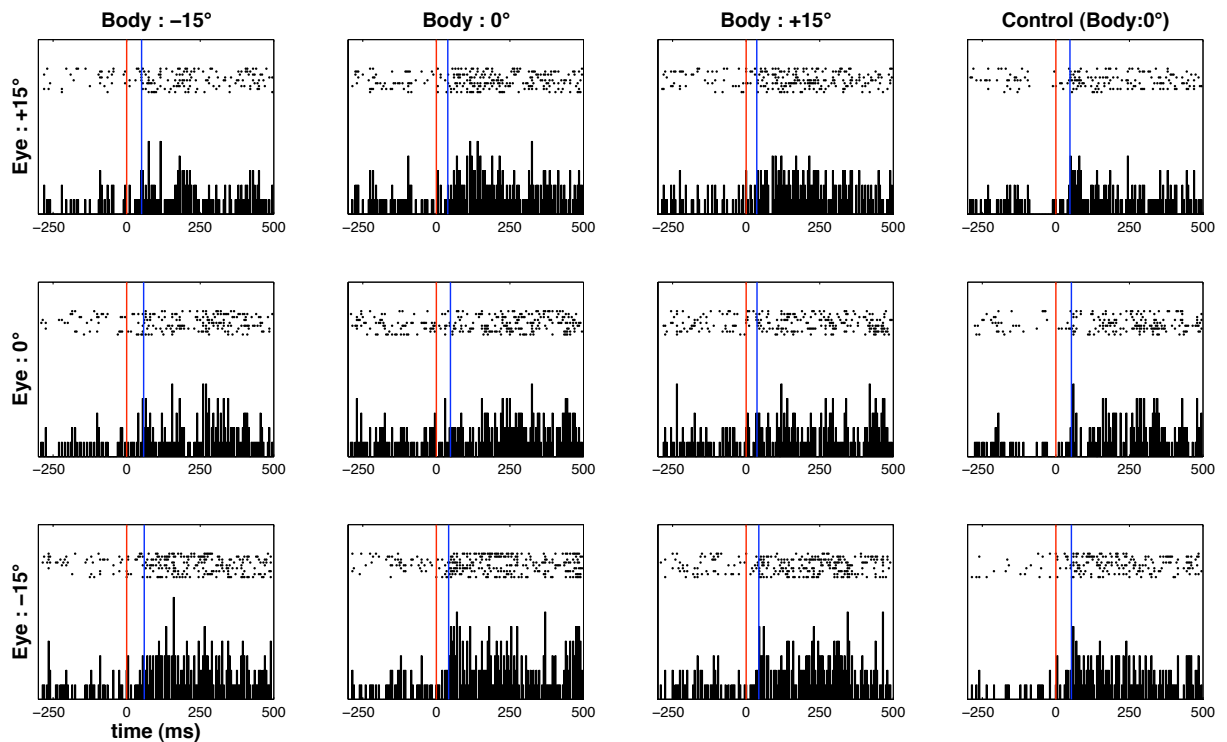 Body : −15° Body : 0° Body : +15° Control (Body:0°)
Eye : +15°
−250 0 250 500 −250 0 250 500 −250 0 250 500 −250 0 250 500
Eye : 0°
−250 0 250 500 −250 0 250 500 −250 0 250 500 −250 0 250 500
Eye : −15°
−250 0 250 500 −250 0 250 500 −250 0 250 500 −250 0 250 500
time (ms)